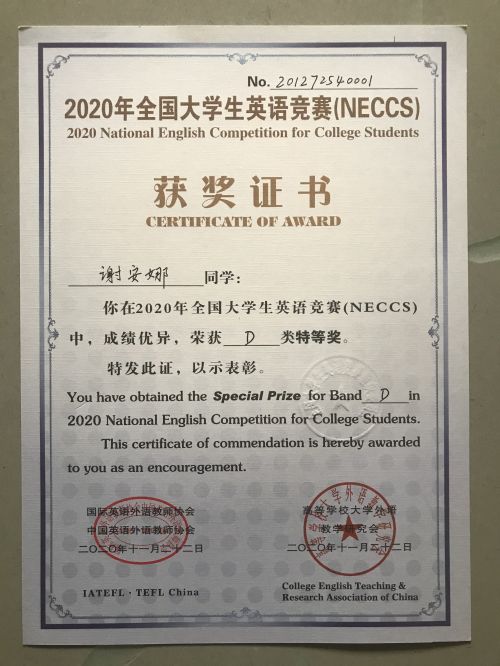 No. 201272540001
2020年全国大学生英语竞赛(NECCS)
2020 National English Competition for College Students
获奖证书
CERTIFICATE OF AWARD
谢安娜 同学：
你在2020年全国大学生英语竞赛(NECCS)
中，成绩优异，荣获 D 类特等奖。
特发此证，以示表彰。
You have obtained the Special Prize for Band D in
2020 National English Competition for College Students.
This certificate of commendation is hereby awarded
to you as an encouragement.
国际英语外语教师协会
中国英语外语教师协会
二〇二〇年十一月二十二日
IATEFL · TEFL China
高等学校大学外语
教学研究会
二〇二〇年十一月二十二日
College English Teaching &
Research Association of China